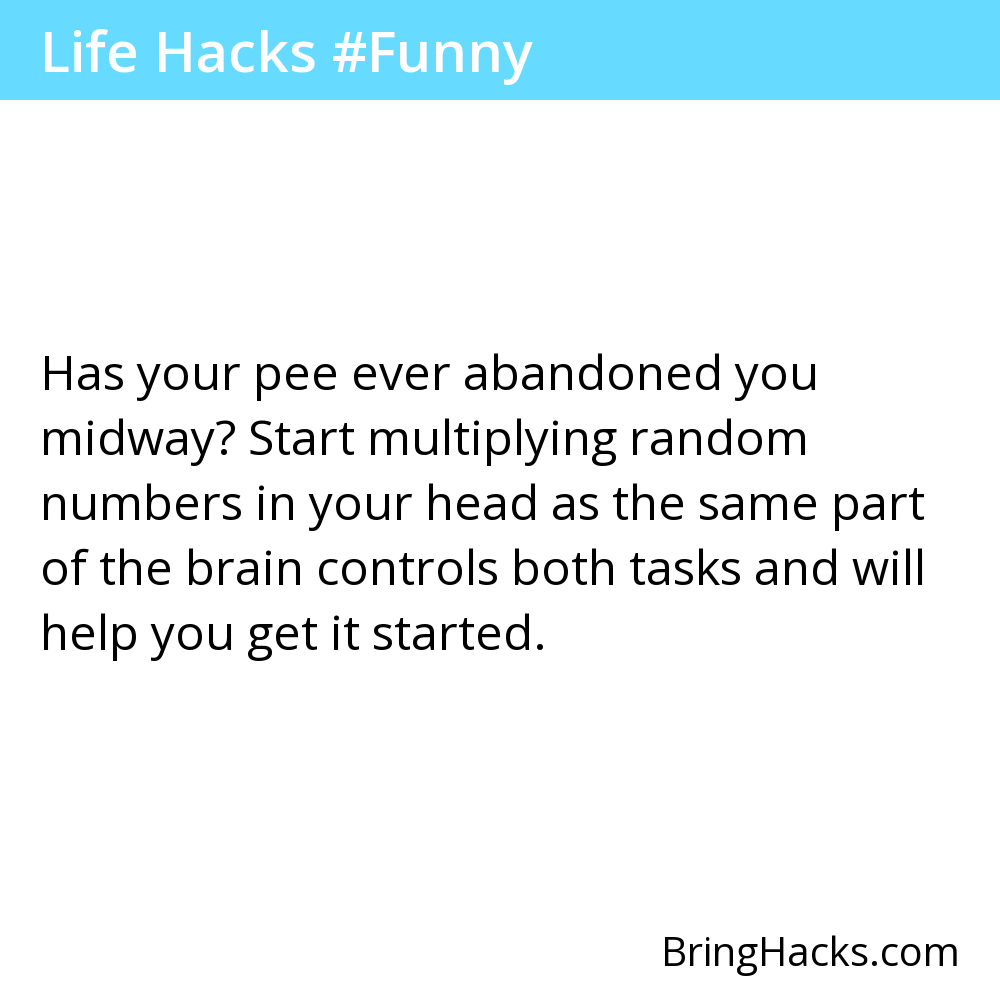 Life Hacks #Funny
Has your pee ever abandoned you
midway? Start multiplying random
numbers in your head as the same part
of the brain controls both tasks and will
help you get it started.
BringHacks.com